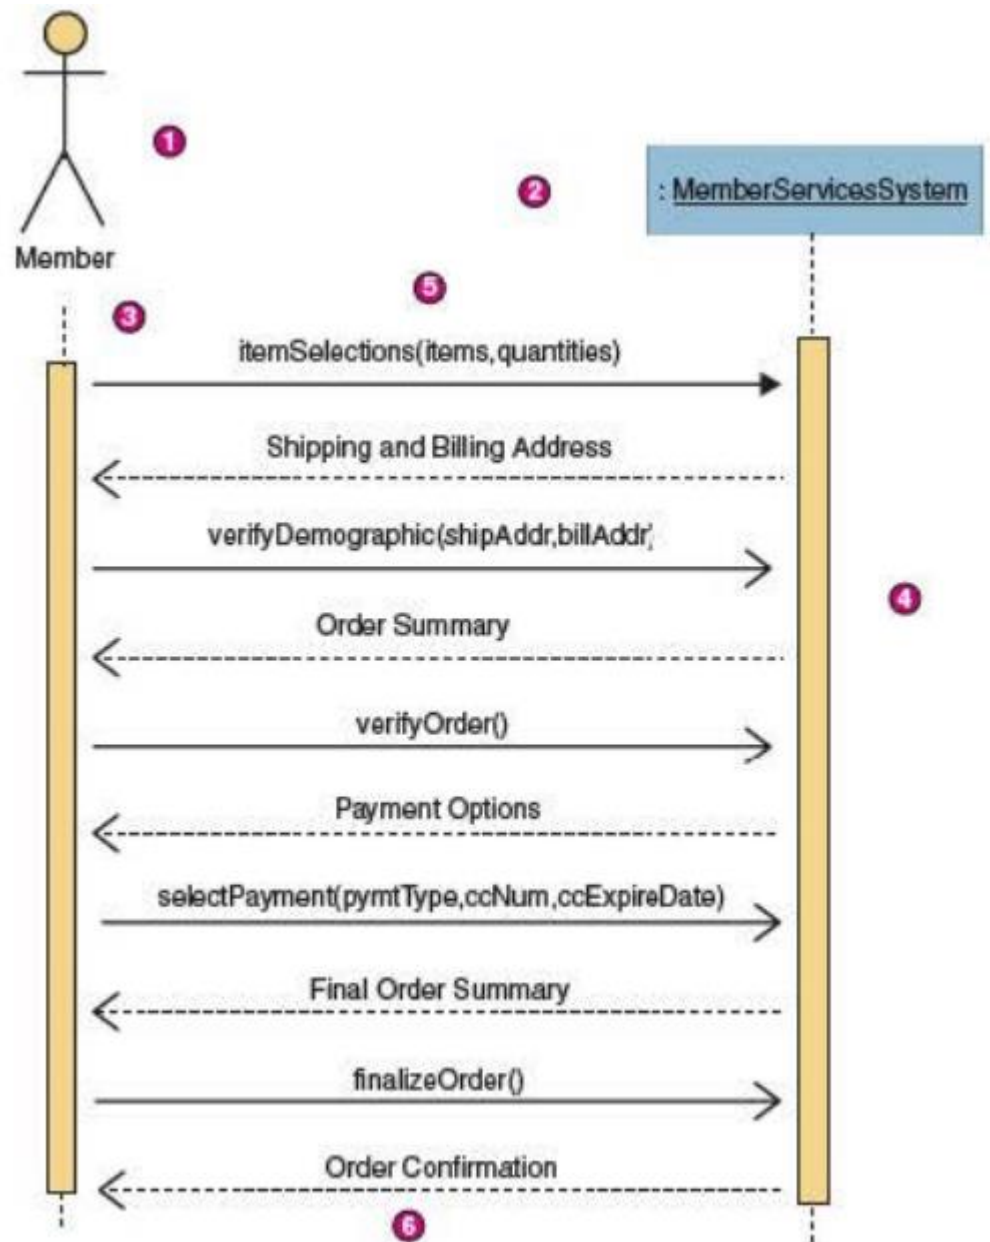 1
2
: MemberServicesSystem
Member
5
3
itemSelections(items,quantities)
Shipping and Billing Address
verifyDemographic(shipAddr,billAddr)
4
Order Summary
verifyOrder()
Payment Options
selectPayment(pymtType,ccNum,ccExpireDate)
Final Order Summary
finalizeOrder()
Order Confirmation
6